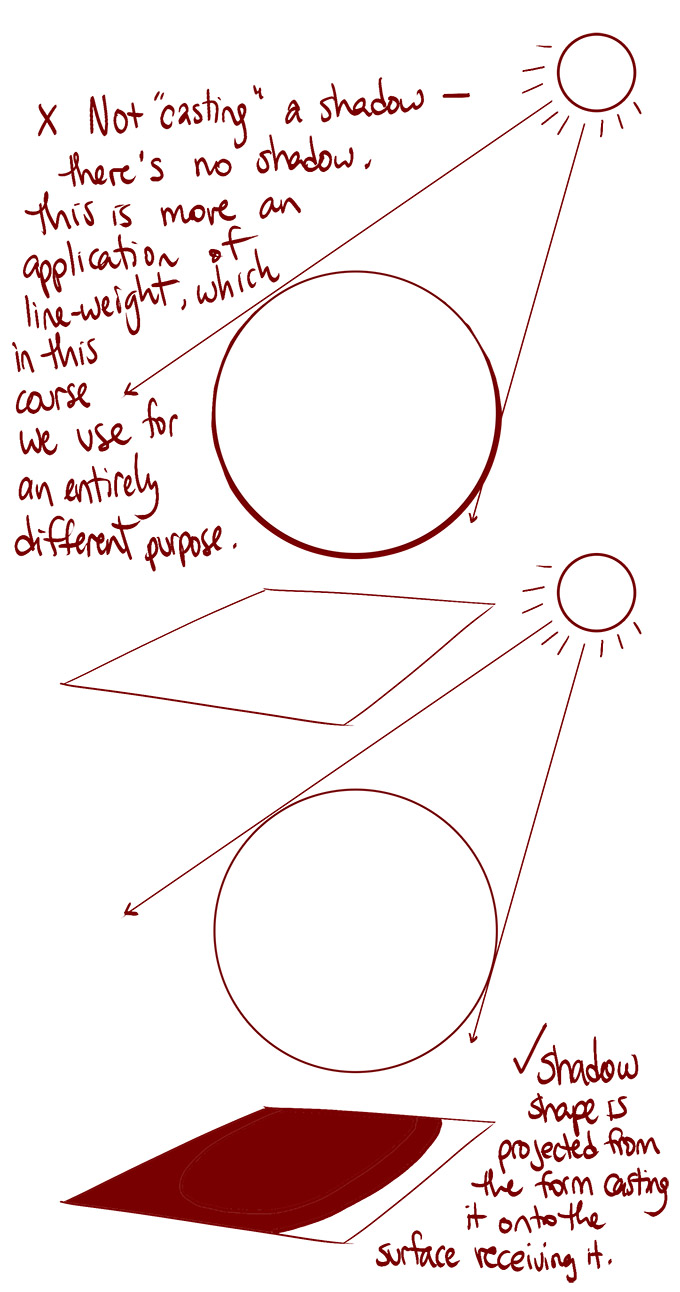 x Not "casting" a shadow —
there's no shadow.
this is more an
application of
line-weight, which
in this
course
we use for
an entirely
different purpose.
✓ shadow
shape is
projected from
the form casting
it onto the
surface receiving it.